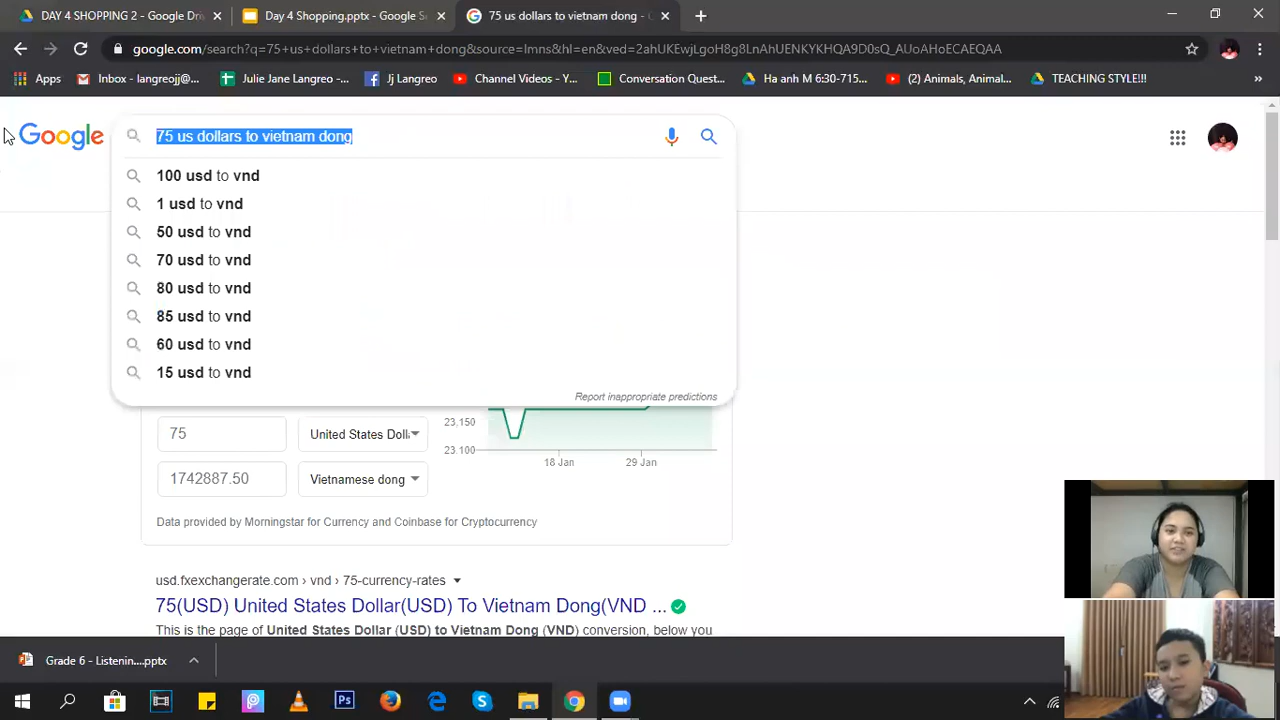 DAY 4 SHOPPING 2 - Google Dri
Day 4 Shopping.pptx - Google S
75 us dollars to vietnam dong - G
google.com/search?q=75+us+dollars+to+vietnam+dong&source=lmns&hl=en&ved=2ahUKEwjLgoH8g8LnAhUENKYKHQA9D0sQ_AUoAHoECAEQAA
Apps
Inbox - langreojj@...
Julie Jane Langreo...
Jj Langreo
Channel Videos - Y...
Conversation Quest...
Ha anh M 6:30-715...
(2) Animals, Animal...
TEACHING STYLE!!!
»
Google
75 us dollars to vietnam dong
100 usd to vnd
1 usd to vnd
50 usd to vnd
70 usd to vnd
80 usd to vnd
85 usd to vnd
60 usd to vnd
15 usd to vnd
Report inappropriate predictions
75
United States Doll
1742887.50
Vietnamese dong
23,150
23,100
18 Jan
29 Jan
Data provided by Morningstar for Currency and Coinbase for Cryptocurrency
usd.fxexchangerate.com › vnd › 75-currency-rates
75(USD) United States Dollar(USD) To Vietnam Dong(VND ...
This is the page of United States Dollar (USD) to Vietnam Dong (VND) conversion, below you
Grade 6 - Listenin....pptx